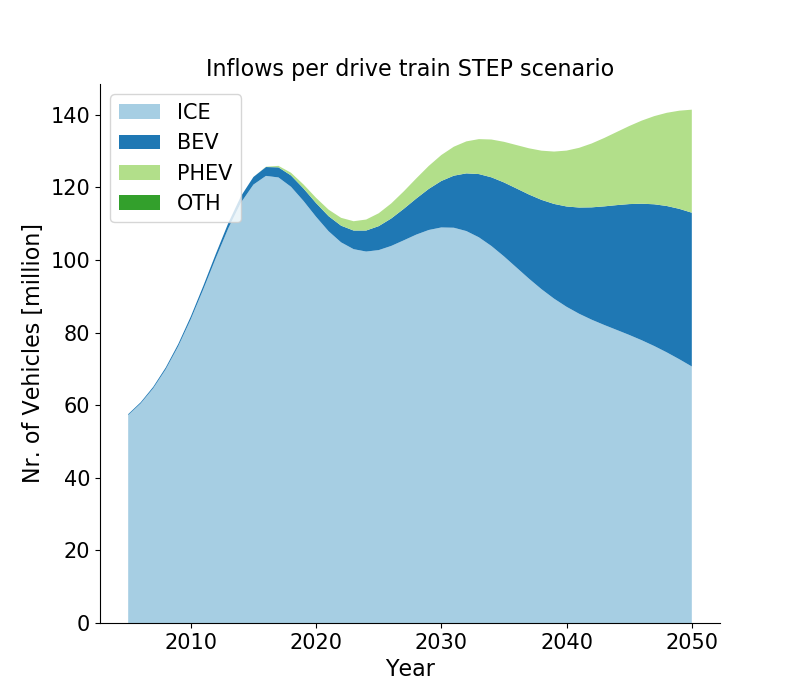 Inflows per drive train STEP scenario
ICE
BEV
PHEV
OTH
Nr. of Vehicles [million]
140
120
100
80
60
40
20
0
2010 2020 2030 2040 2050
Year